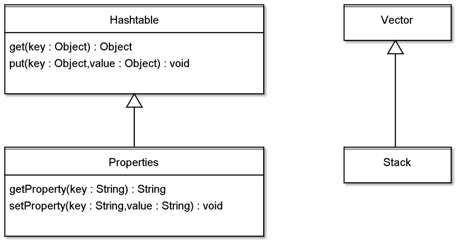 Hashtable
get(key : Object) : Object
put(key : Object,value : Object) : void
Properties
getProperty(key : String) : String
setProperty(key : String,value : String) : void
Vector
Stack